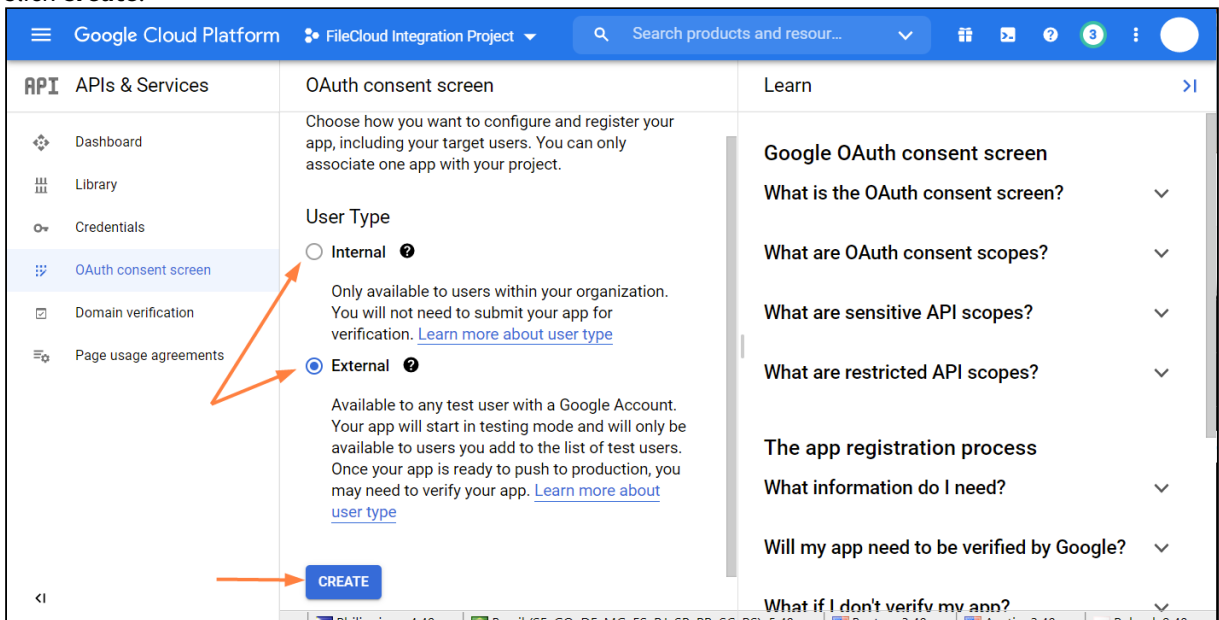 click Create.
Google Cloud Platform
FileCloud Integration Project
Search products and resour...
3
API APIs & Services
Dashboard
Library
Credentials
OAuth consent screen
Domain verification
Page usage agreements
OAuth consent screen
Choose how you want to configure and register your
app, including your target users. You can only
associate one app with your project.
User Type
Internal
Only available to users within your organization.
You will not need to submit your app for
verification. Learn more about user type
External
Available to any test user with a Google Account.
Your app will start in testing mode and will only be
available to users you add to the list of test users.
Once your app is ready to push to production, you
may need to verify your app. Learn more about
user type
CREATE
Learn
Google OAuth consent screen
What is the OAuth consent screen?
What are OAuth consent scopes?
What are sensitive API scopes?
What are restricted API scopes?
The app registration process
What information do I need?
Will my app need to be verified by Google?
What if I don't verify my app?